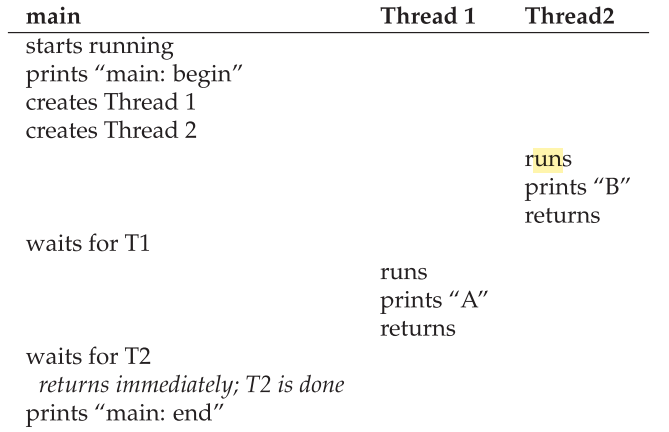 main Thread 1 Thread2
starts running
prints “main: begin”
creates Thread 1
creates Thread 2
runs
prints “B”
returns
waits for T1
runs
prints “A”
returns
waits for T2
returns immediately; T2 is done
prints “main: end”